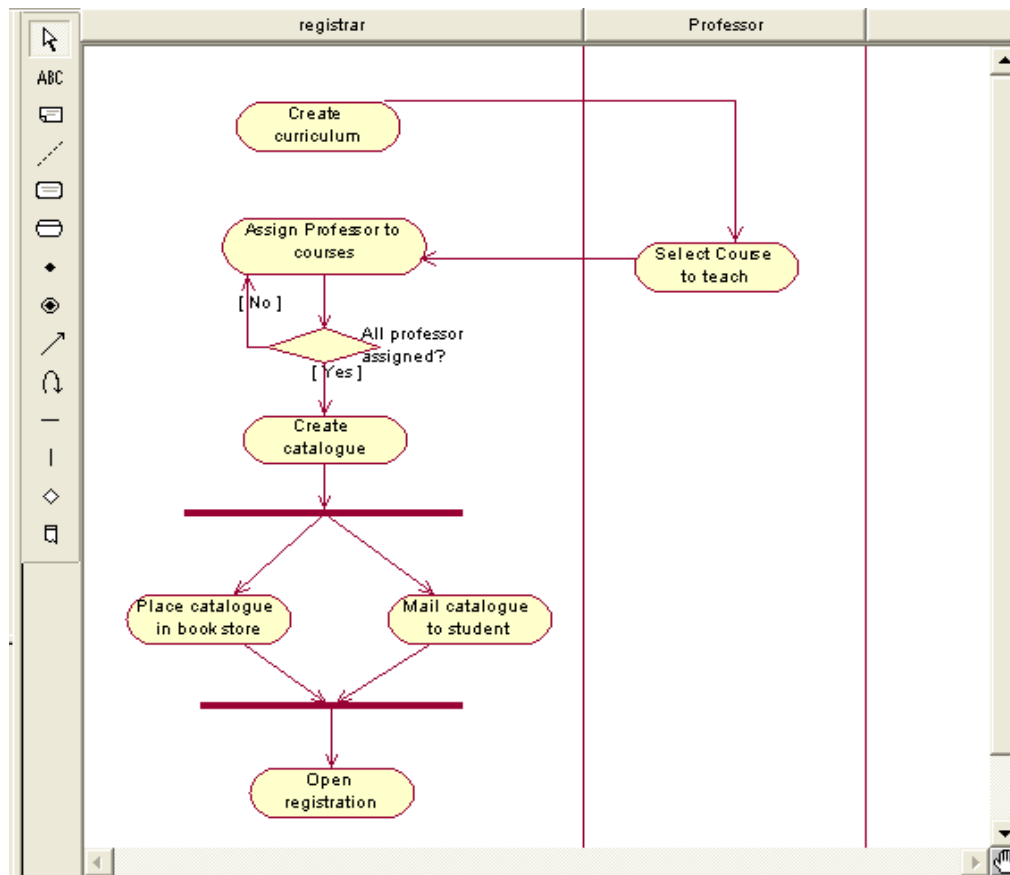 registrar
Professor
ABC
Create
curriculum
Assign Professor to
courses
Select Course
to teach
[ No ]
All professor
assigned?
[ Yes ]
Create
catalogue
Place catalogue
in book store
Mail catalogue
to student
Open
registration